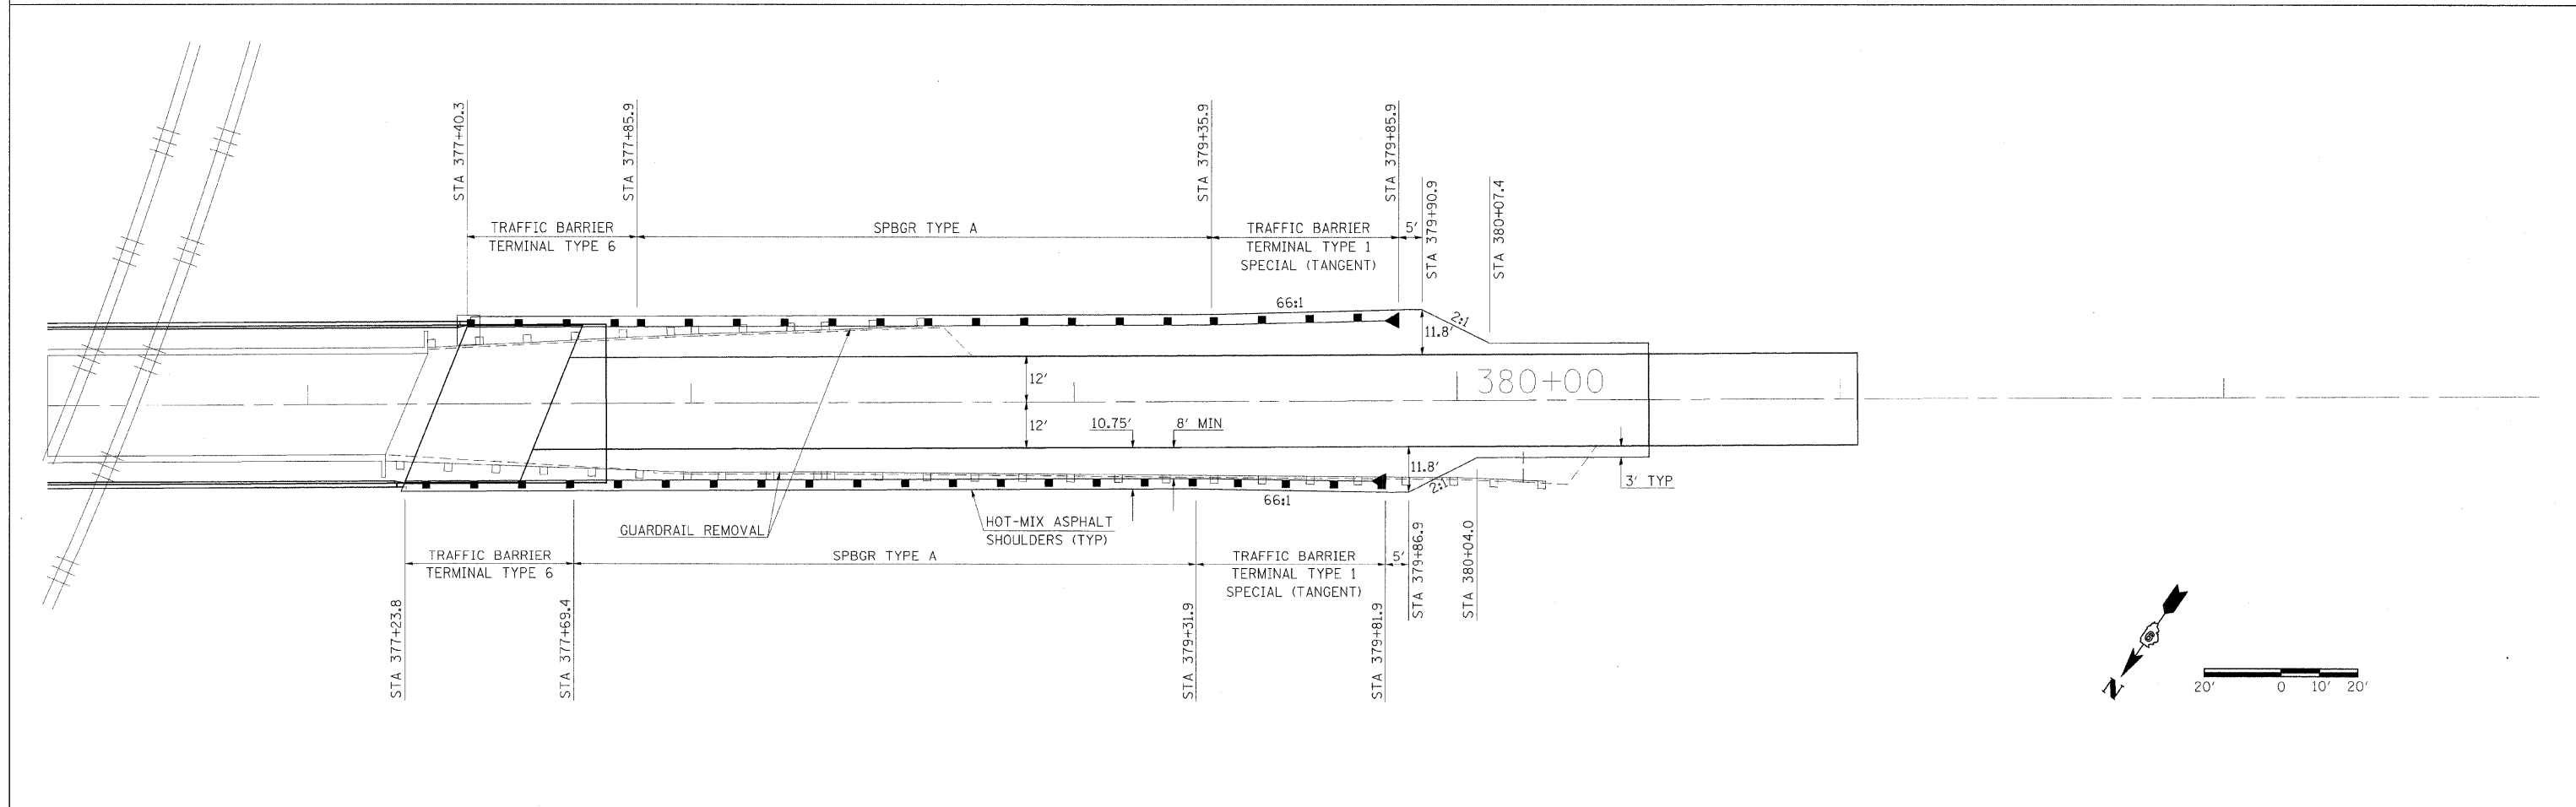 STA 377+40.3
STA 377+85.9
STA 379+35.9
STA 379+85.9
STA 379+90.9
STA 380+07.4
TRAFFIC BARRIER
TERMINAL TYPE 6
SPBGR TYPE A
TRAFFIC BARRIER
TERMINAL TYPE 1
SPECIAL (TANGENT)
5'
66:1
2:1
11.8'
12'
380+00
12'
10.75'
8' MIN
11.8'
2:1
3' TYP
66:1
GUARDRAIL REMOVAL
HOT-MIX ASPHALT
SHOULDERS (TYP)
TRAFFIC BARRIER
TERMINAL TYPE 6
SPBGR TYPE A
TRAFFIC BARRIER
TERMINAL TYPE 1
SPECIAL (TANGENT)
5'
STA 379+86.9
STA 380+04.0
STA 377+23.8
STA 377+69.4
STA 379+31.9
STA 379+81.9
N
20' 0 10' 20'